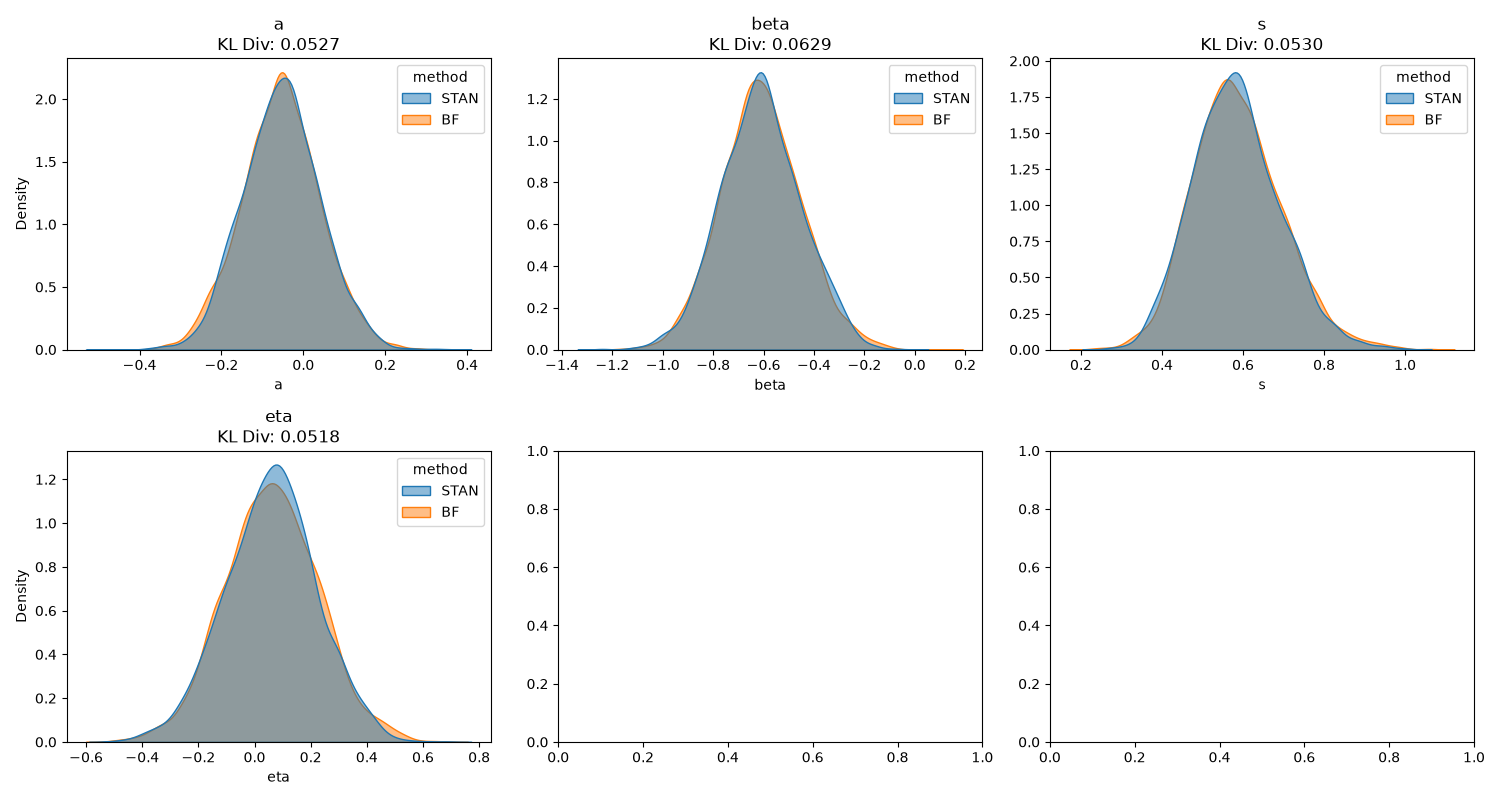 a
KL Div: 0.0527
method
STAN
BF
2.0
1.5
1.0
0.5
0.0
Density
−0.4 −0.2 0.0 0.2 0.4
a
beta
KL Div: 0.0629
method
STAN
BF
1.2
1.0
0.8
0.6
0.4
0.2
0.0
−1.4 −1.2 −1.0 −0.8 −0.6 −0.4 −0.2 0.0 0.2
beta
s
KL Div: 0.0530
method
STAN
BF
2.00
1.75
1.50
1.25
1.00
0.75
0.50
0.25
0.00
0.2 0.4 0.6 0.8 1.0
s
eta
KL Div: 0.0518
method
STAN
BF
1.2
1.0
0.8
0.6
0.4
0.2
0.0
Density
−0.6 −0.4 −0.2 0.0 0.2 0.4 0.6 0.8
eta
1.0
0.8
0.6
0.4
0.2
0.0
0.0 0.2 0.4 0.6 0.8 1.0
1.0
0.8
0.6
0.4
0.2
0.0
0.0 0.2 0.4 0.6 0.8 1.0